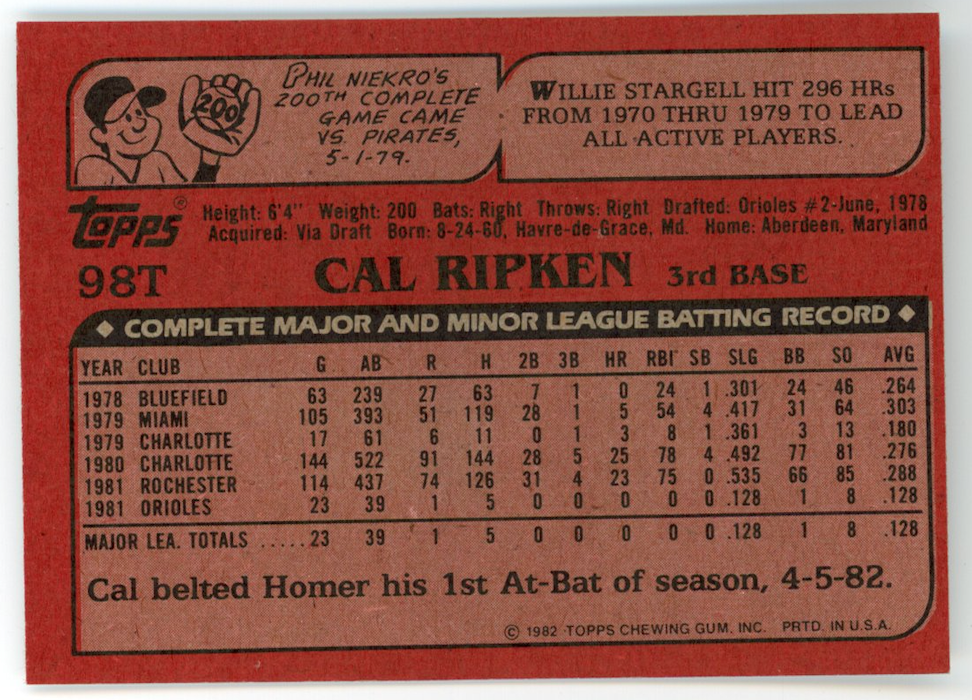 PHIL NIEKRO'S
200TH COMPLETE
GAME CAME
VS. PIRATES,
5-1-79.
200
WILLIE STARGELL HIT 296 HRs
FROM 1970 THRU 1979 TO LEAD
ALL ACTIVE PLAYERS.
TOPPS®
Height: 6'4" Weight: 200 Bats: Right Throws: Right Drafted: Orioles #2-June, 1978
Acquired: Via Draft Born: 8-24-60, Havre-de-Grace, Md. Home: Aberdeen, Maryland
98T CAL RIPKEN 3rd BASE
◆ COMPLETE MAJOR AND MINOR LEAGUE BATTING RECORD ◆
YEAR CLUB G AB R H 2B 3B HR RBI SB SLG BB SO AVG
1978 BLUEFIELD 63 239 27 63 7 1 0 24 1 .301 24 46 .264
1979 MIAMI 105 393 51 119 28 1 5 54 4 .417 31 64 .303
1979 CHARLOTTE 17 61 6 11 0 1 3 8 1 .361 3 13 .180
1980 CHARLOTTE 144 522 91 144 28 5 25 78 4 .492 77 81 .276
1981 ROCHESTER 114 437 74 126 31 4 23 75 0 .535 66 85 .288
1981 ORIOLES 23 39 1 5 0 0 0 0 0 .128 1 8 .128
MAJOR LEA. TOTALS .....23 39 1 5 0 0 0 0 0 .128 1 8 .128
Cal belted Homer his 1st At-Bat of season, 4-5-82.
© 1982 TOPPS CHEWING GUM, INC. PRTD. IN U.S.A.